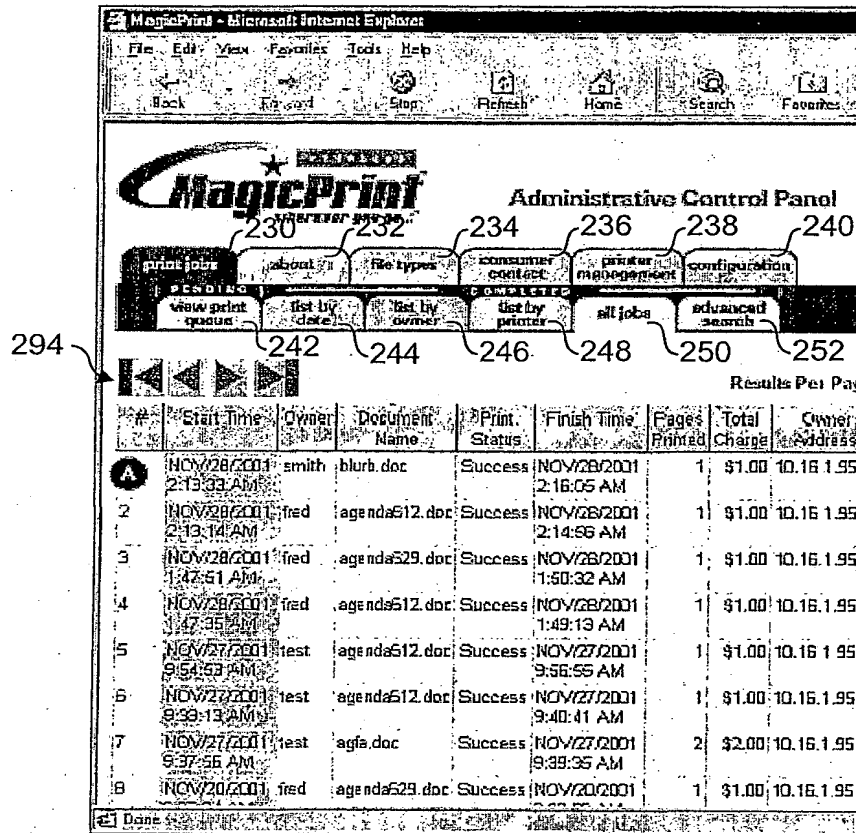 MagicPrint - Microsoft Internet Explorer
File Edit View Favorites Tools Help
Back Forward Stop Refresh Home Search Favorites
MagicPrint
Administrative Control Panel
230 232 234 236 238 240
print jobs about file types consumer contact printer management configuration
PENDING COMPLETED
view print queue list by date list by owner list by printer all jobs advanced search
242 244 246 248 250 252
294
Results Per Pag
# Start Time Owner Document Name Print Status Finish Time Pages Printed Total Charge Owner Address
A NOV/28/2001 smith blurb.doc Success NOV/28/2001 1 $1.00 10.16.1.95
2:13:33 AM 2:16:05 AM
2 NOV/28/2001 fred agenda512.doc Success NOV/28/2001 1 $1.00 10.16.1.95
2:13:14 AM 2:14:56 AM
3 NOV/28/2001 fred agenda529.doc Success NOV/28/2001 1 $1.00 10.16.1.95
1:47:51 AM 1:50:32 AM
4 NOV/28/2001 fred agenda512.doc Success NOV/28/2001 1 $1.00 10.16.1.95
1:47:35 AM 1:49:13 AM
5 NOV/27/2001 test agenda512.doc Success NOV/27/2001 1 $1.00 10.16.1.95
9:54:53 AM 9:56:55 AM
6 NOV/27/2001 test agenda512.doc Success NOV/27/2001 1 $1.00 10.16.1.95
9:39:13 AM 9:40:41 AM
7 NOV/27/2001 test agfa.doc Success NOV/27/2001 2 $2.00 10.16.1.95
9:37:56 AM 9:39:35 AM
8 NOV/20/2001 fred agenda529.doc Success NOV/20/2001 1 $1.00 10.16.1.95
Done